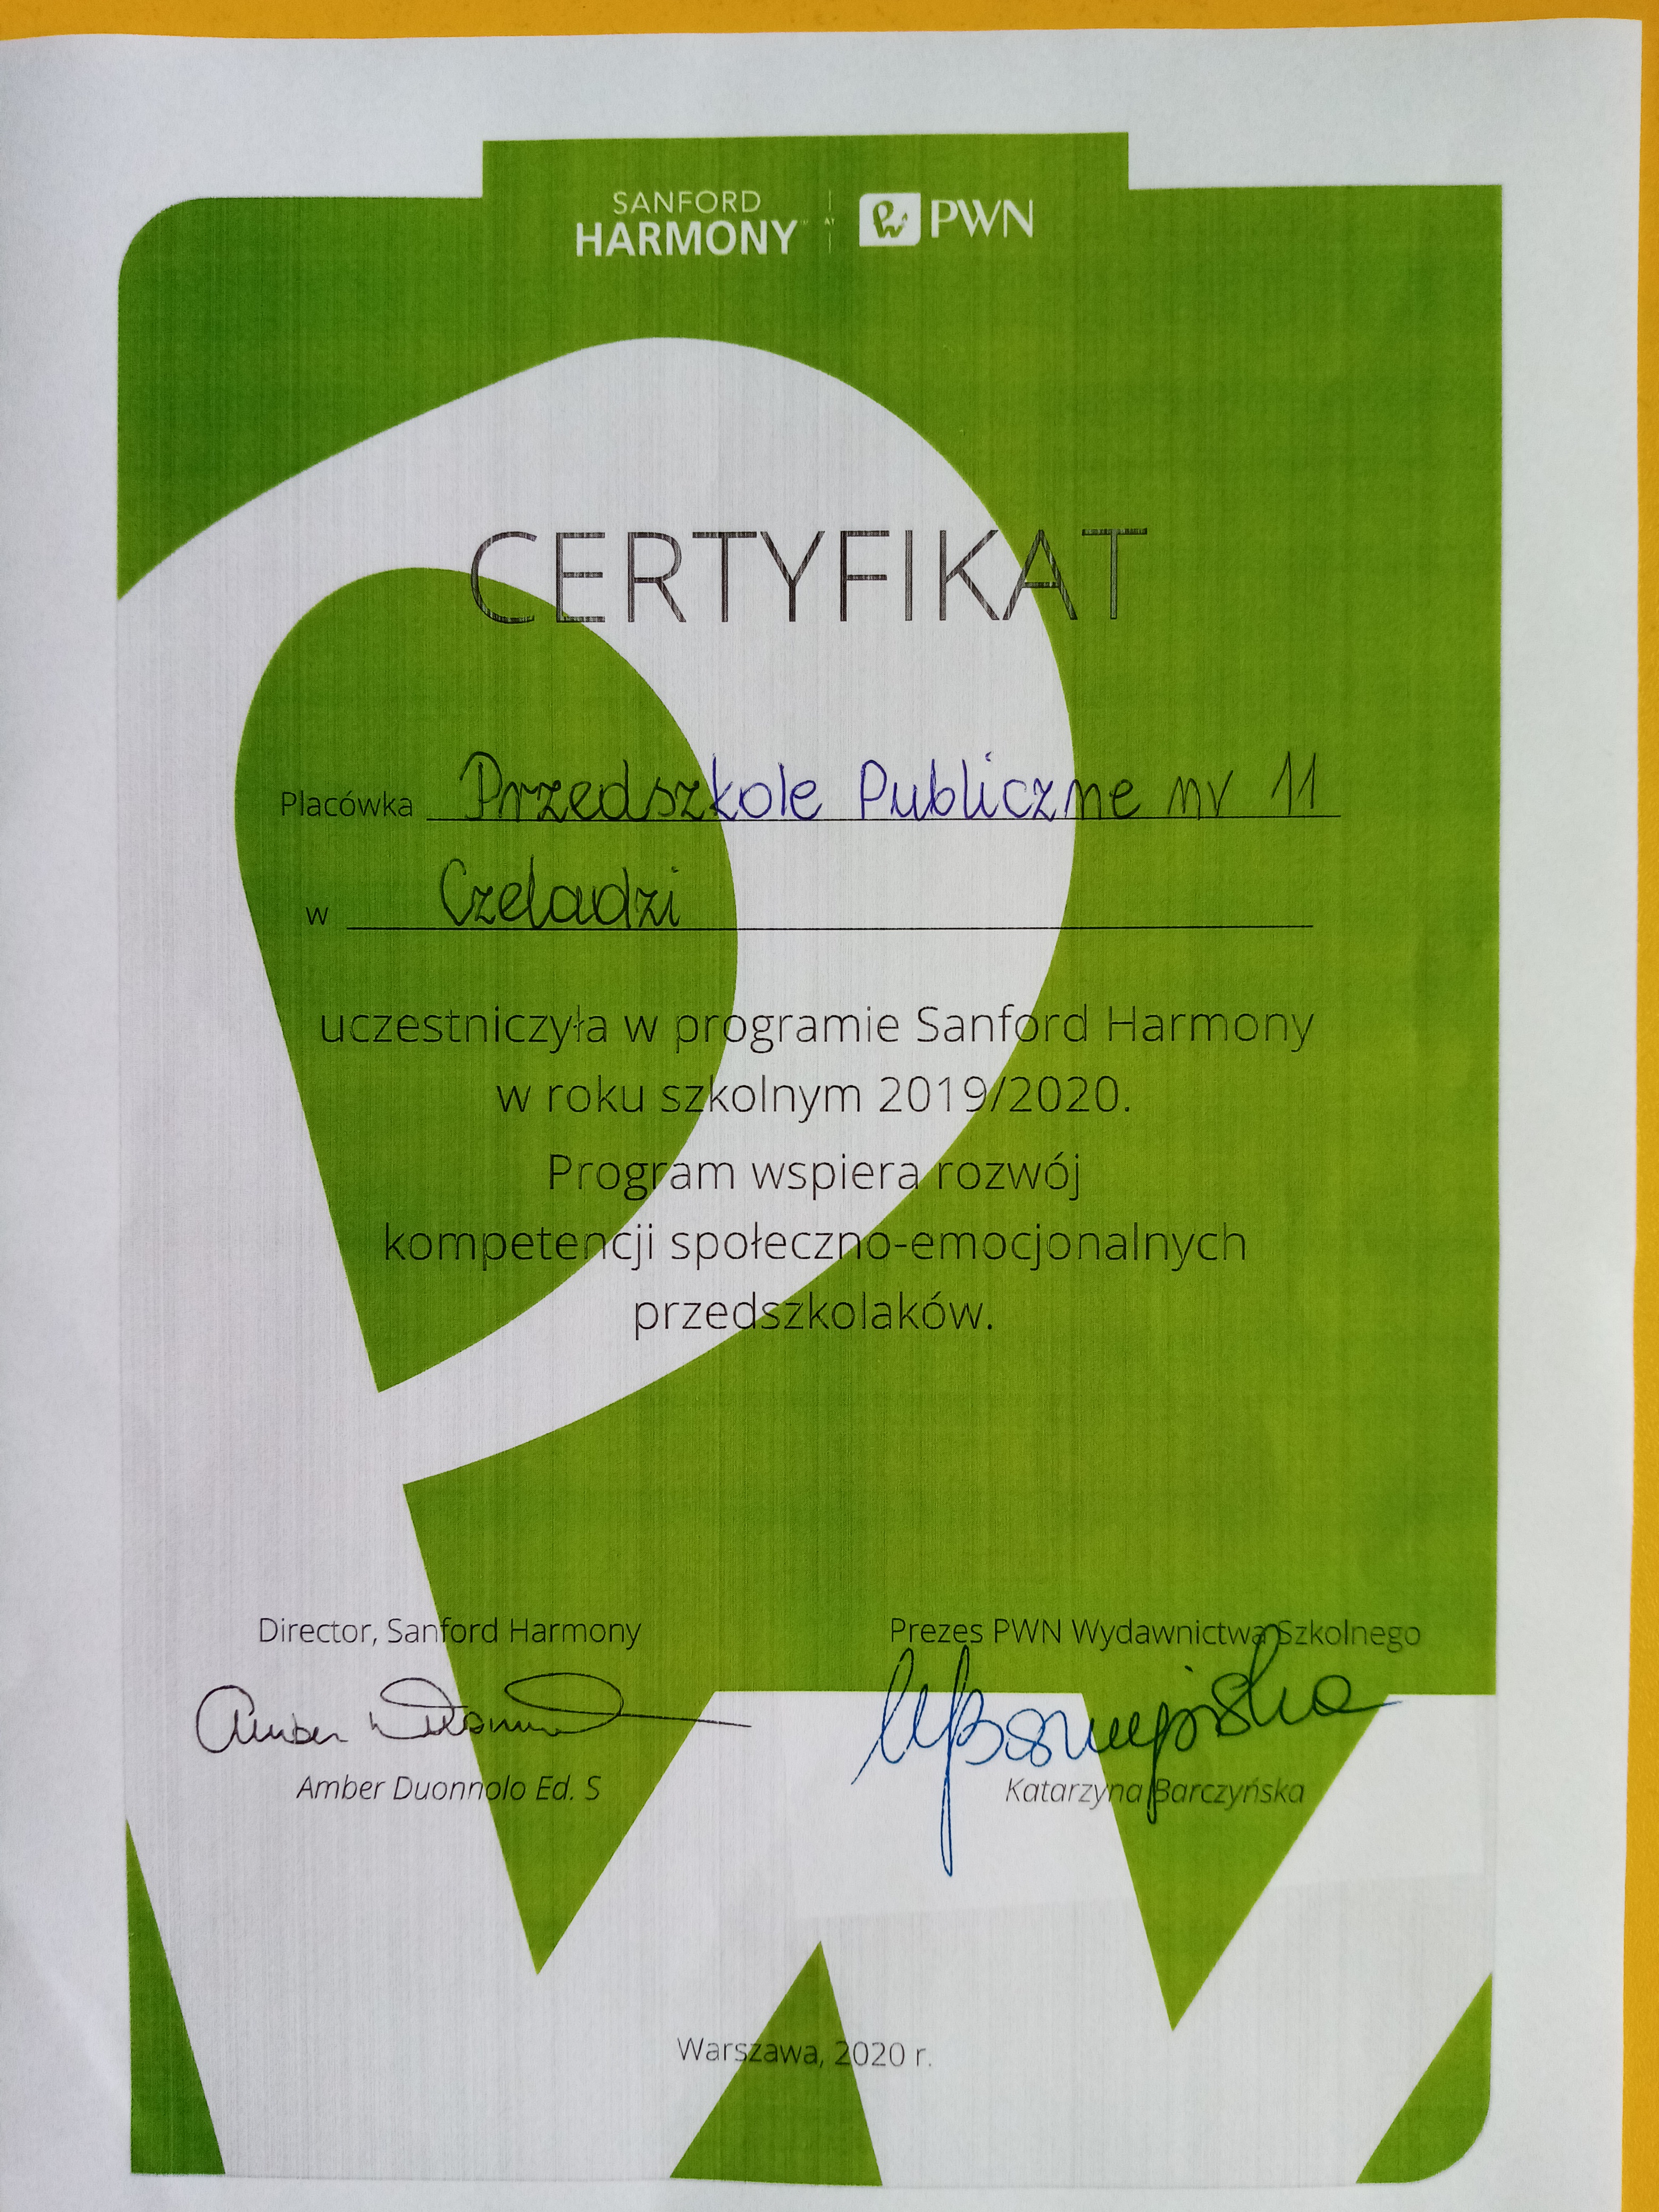 SANFORD
HARMONY AT PWN
CERTYFIKAT
Placówka Przedszkole Publiczne nr 11
w Czeladzi
uczestniczyła w programie Sanford Harmony
w roku szkolnym 2019/2020.
Program wspiera rozwój
kompetencji społeczno-emocjonalnych
przedszkolaków.
Director, Sanford Harmony
Prezes PWN Wydawnictwa Szkolnego
Amber Duonnolo Ed. S
Katarzyna Barczyńska
Warszawa, 2020 r.